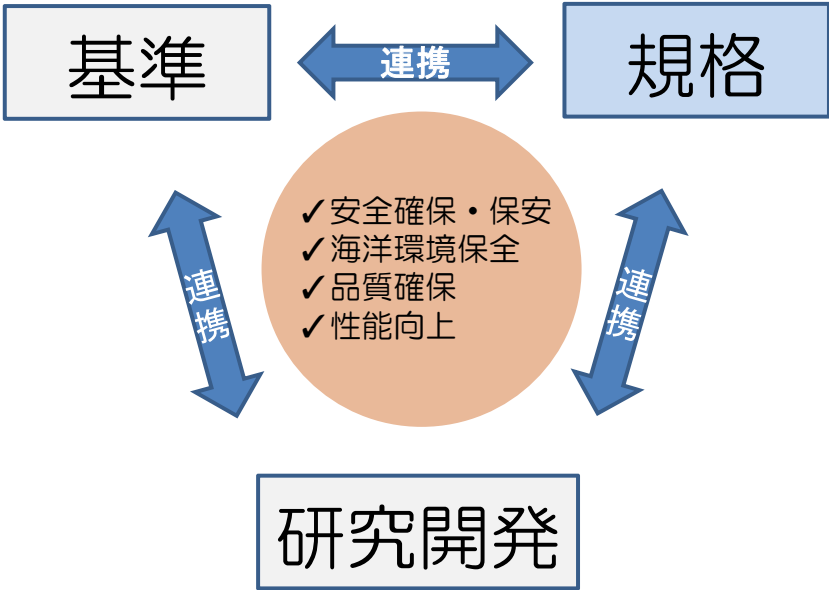 基準
連携
規格
✓安全確保・保安
✓海洋環境保全
✓品質確保
✓性能向上
連携
連携
研究開発